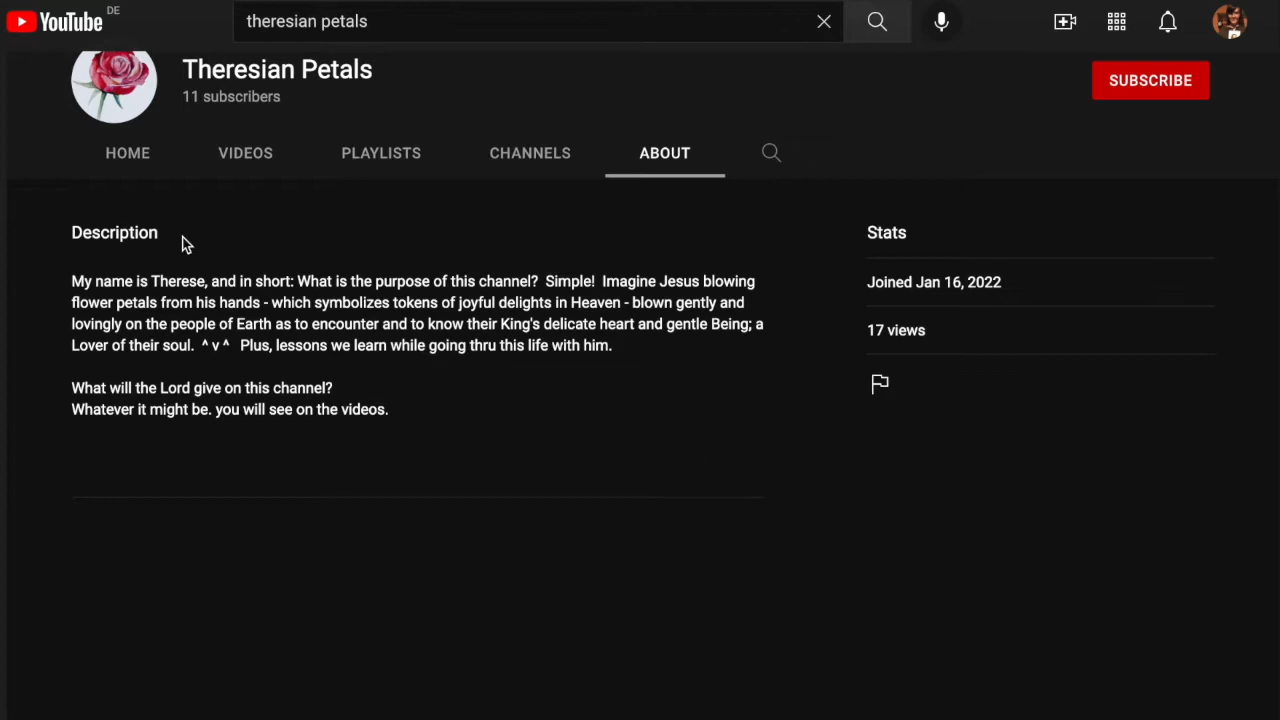 YouTube DE
theresian petals
Theresian Petals
11 subscribers
SUBSCRIBE
HOME VIDEOS PLAYLISTS CHANNELS ABOUT
Description
My name is Therese, and in short: What is the purpose of this channel?  Simple!  Imagine Jesus blowing
flower petals from his hands - which symbolizes tokens of joyful delights in Heaven - blown gently and
lovingly on the people of Earth as to encounter and to know their King's delicate heart and gentle Being; a
Lover of their soul.  ^ v ^   Plus, lessons we learn while going thru this life with him.
What will the Lord give on this channel?
Whatever it might be. you will see on the videos.
Stats
Joined Jan 16, 2022
17 views